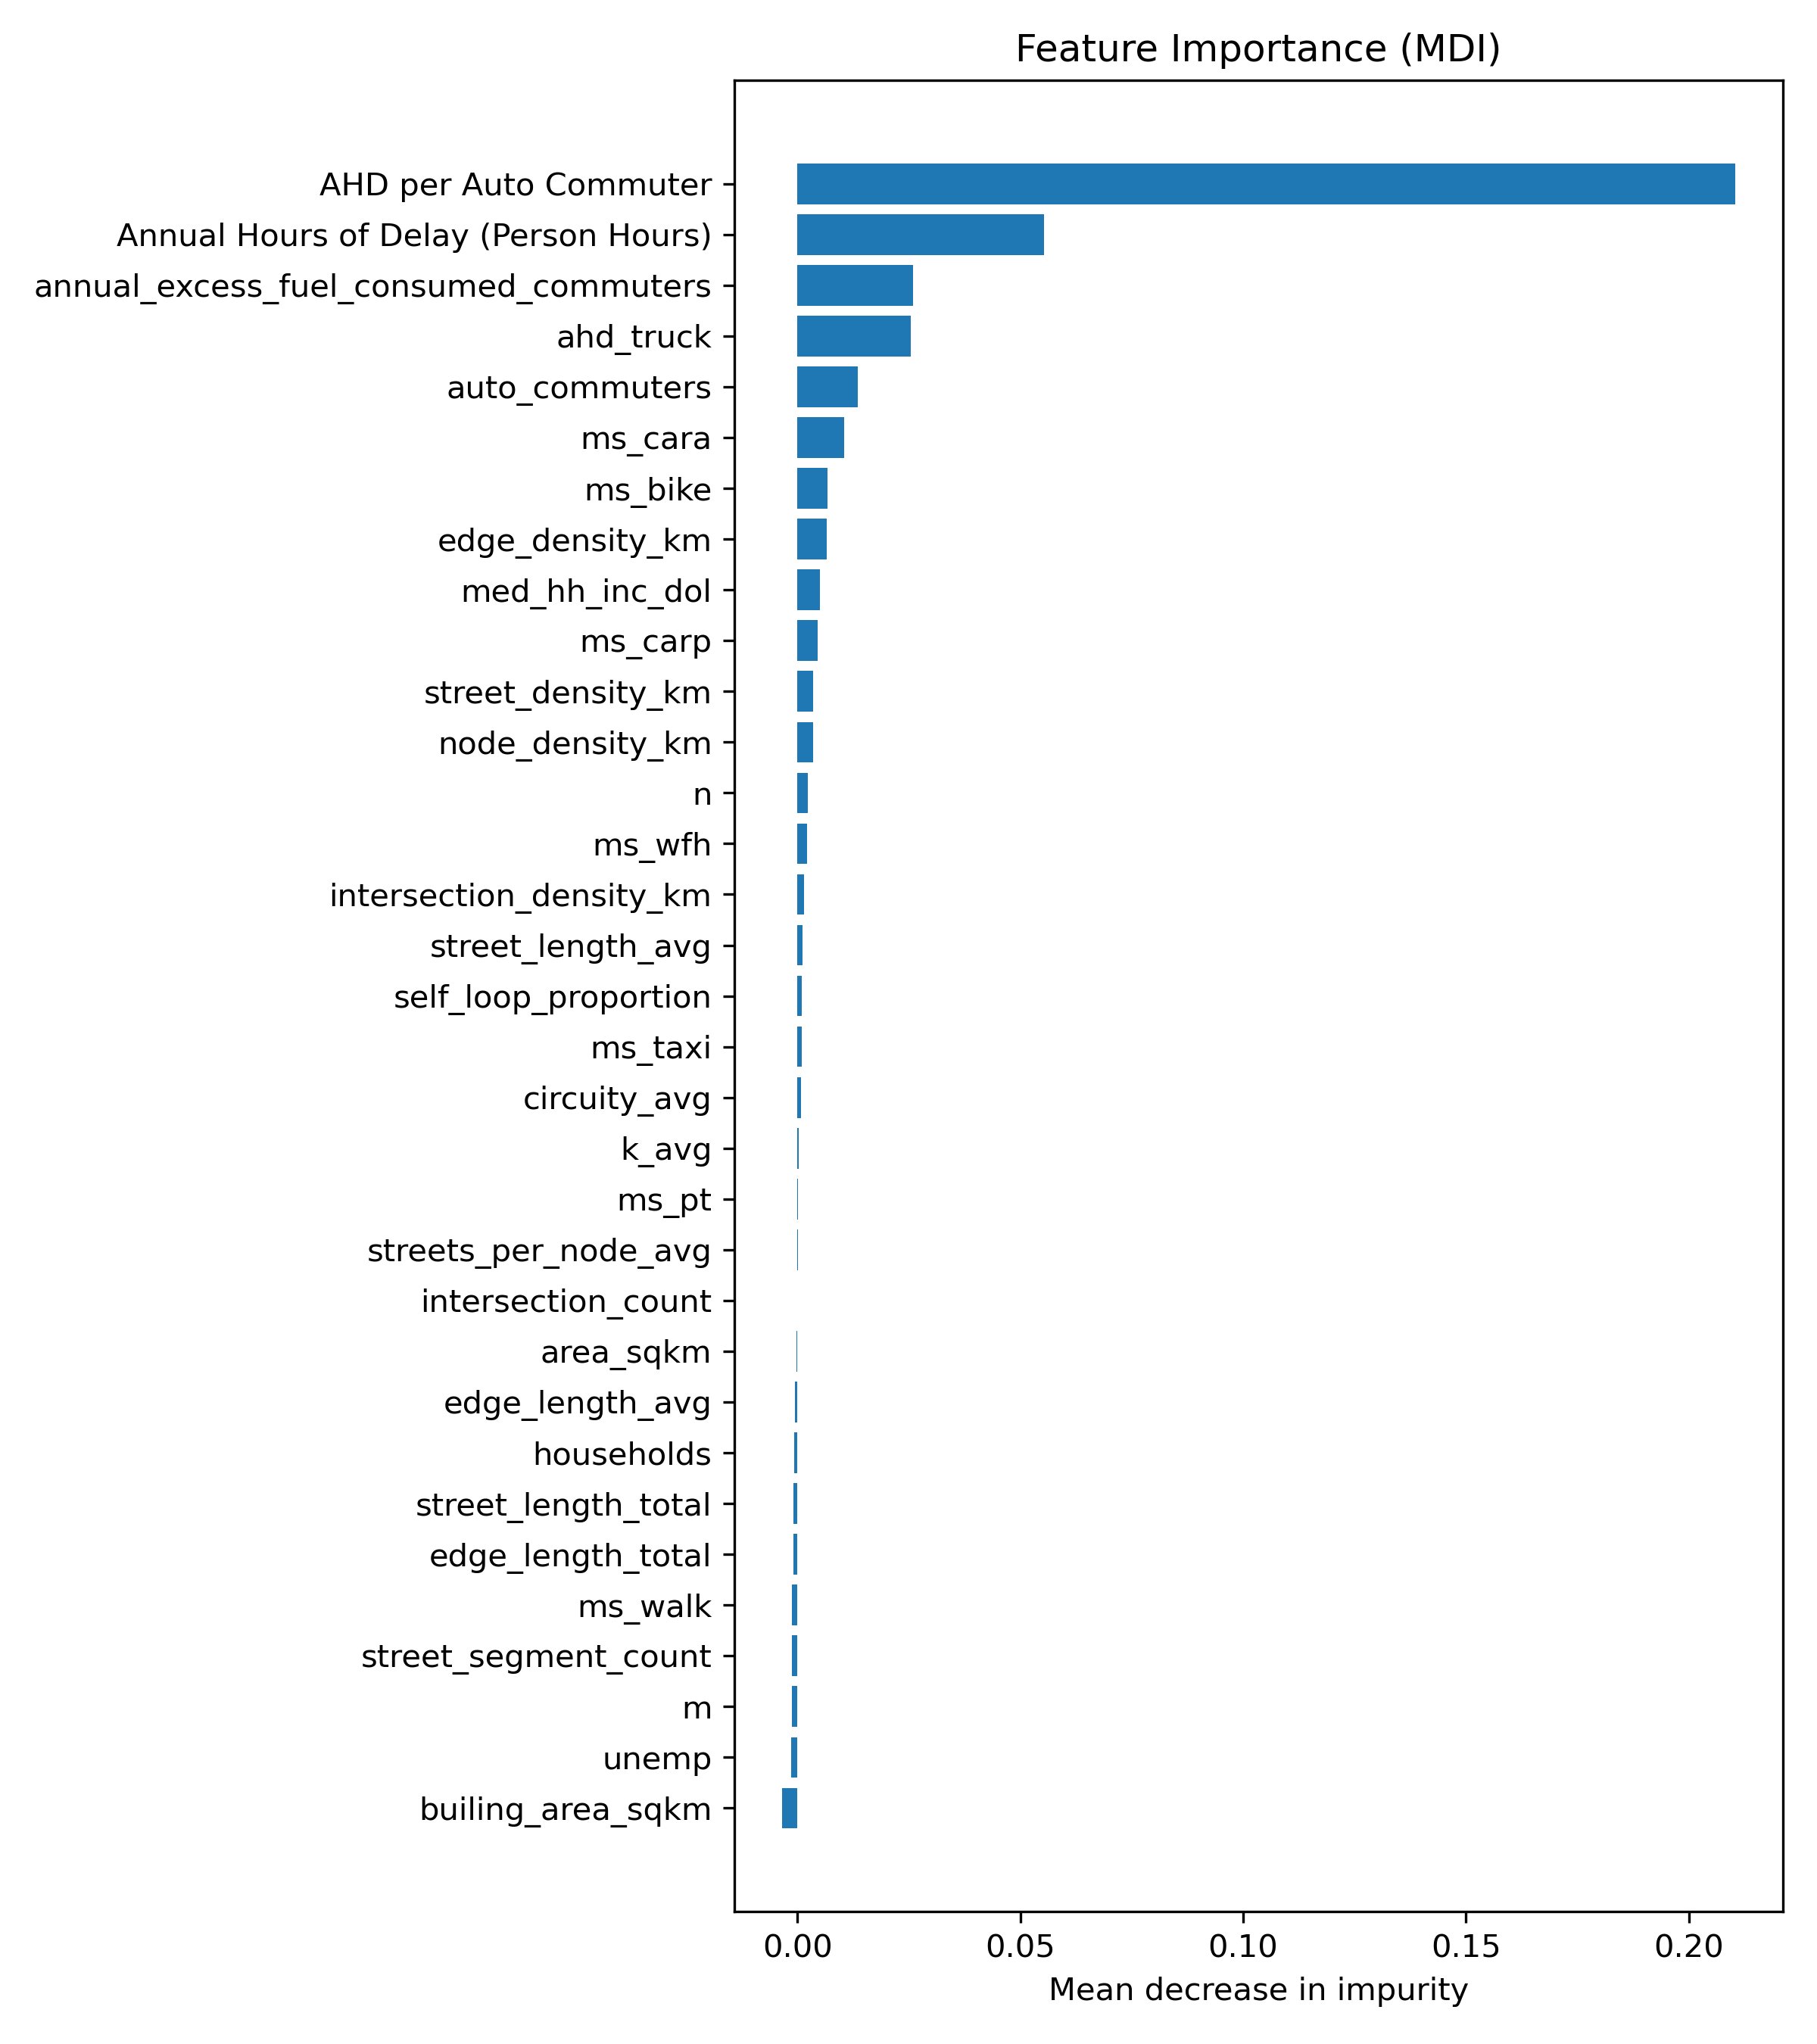 Feature Importance (MDI)
AHD per Auto Commuter
Annual Hours of Delay (Person Hours)
annual_excess_fuel_consumed_commuters
ahd_truck
auto_commuters
ms_cara
ms_bike
edge_density_km
med_hh_inc_dol
ms_carp
street_density_km
node_density_km
n
ms_wfh
intersection_density_km
street_length_avg
self_loop_proportion
ms_taxi
circuity_avg
k_avg
ms_pt
streets_per_node_avg
intersection_count
area_sqkm
edge_length_avg
households
street_length_total
edge_length_total
ms_walk
street_segment_count
m
unemp
builing_area_sqkm
0.00 0.05 0.10 0.15 0.20
Mean decrease in impurity